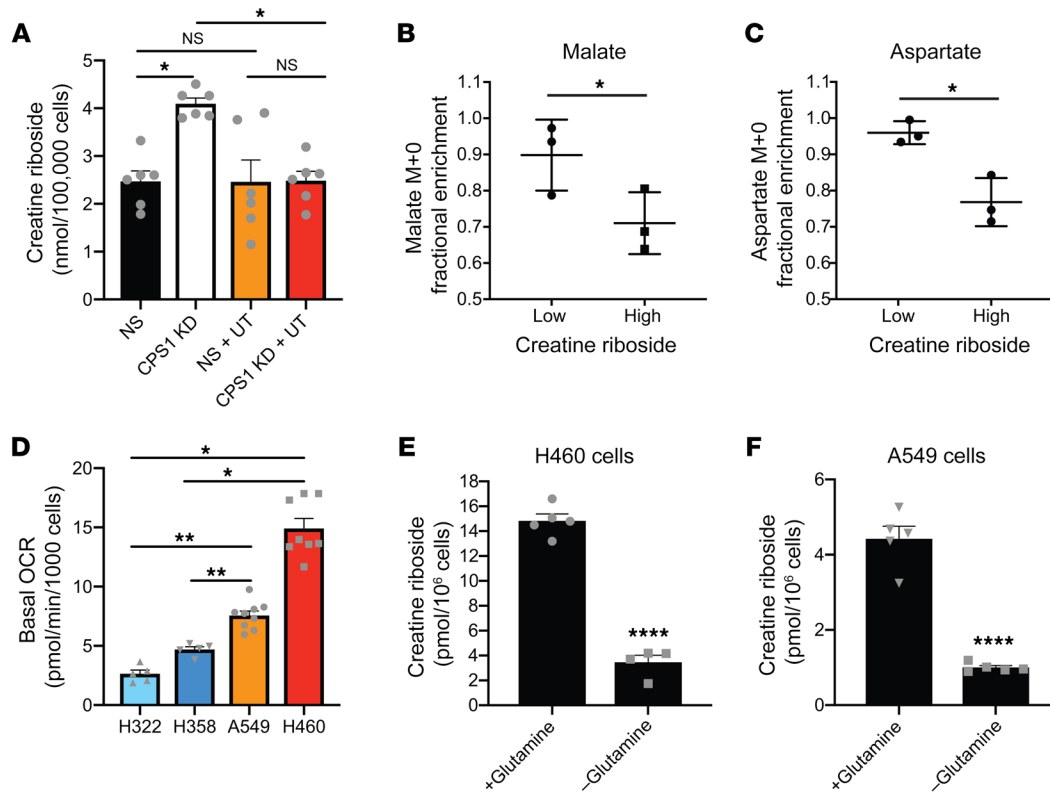 A
*
NS
*
NS
Creatine riboside
(nmol/100,000 cells)
5
4
3
2
1
0
NS
CPS1 KD
NS + UT
CPS1 KD + UT
B
Malate
*
Malate M+0
fractional enrichment
1.1
1.0
0.9
0.8
0.7
0.6
0.5
Low
High
Creatine riboside
C
Aspartate
*
Aspartate M+0
fractional enrichment
1.1
1.0
0.9
0.8
0.7
0.6
0.5
Low
High
Creatine riboside
D
*
*
**
**
Basal OCR
(pmol/min/1000 cells)
20
15
10
5
0
H322
H358
A549
H460
E
H460 cells
Creatine riboside
(pmol/10⁶ cells)
18
16
14
12
10
8
6
4
2
0
****
+Glutamine
–Glutamine
F
A549 cells
Creatine riboside
(pmol/10⁶ cells)
6
4
2
0
****
+Glutamine
–Glutamine